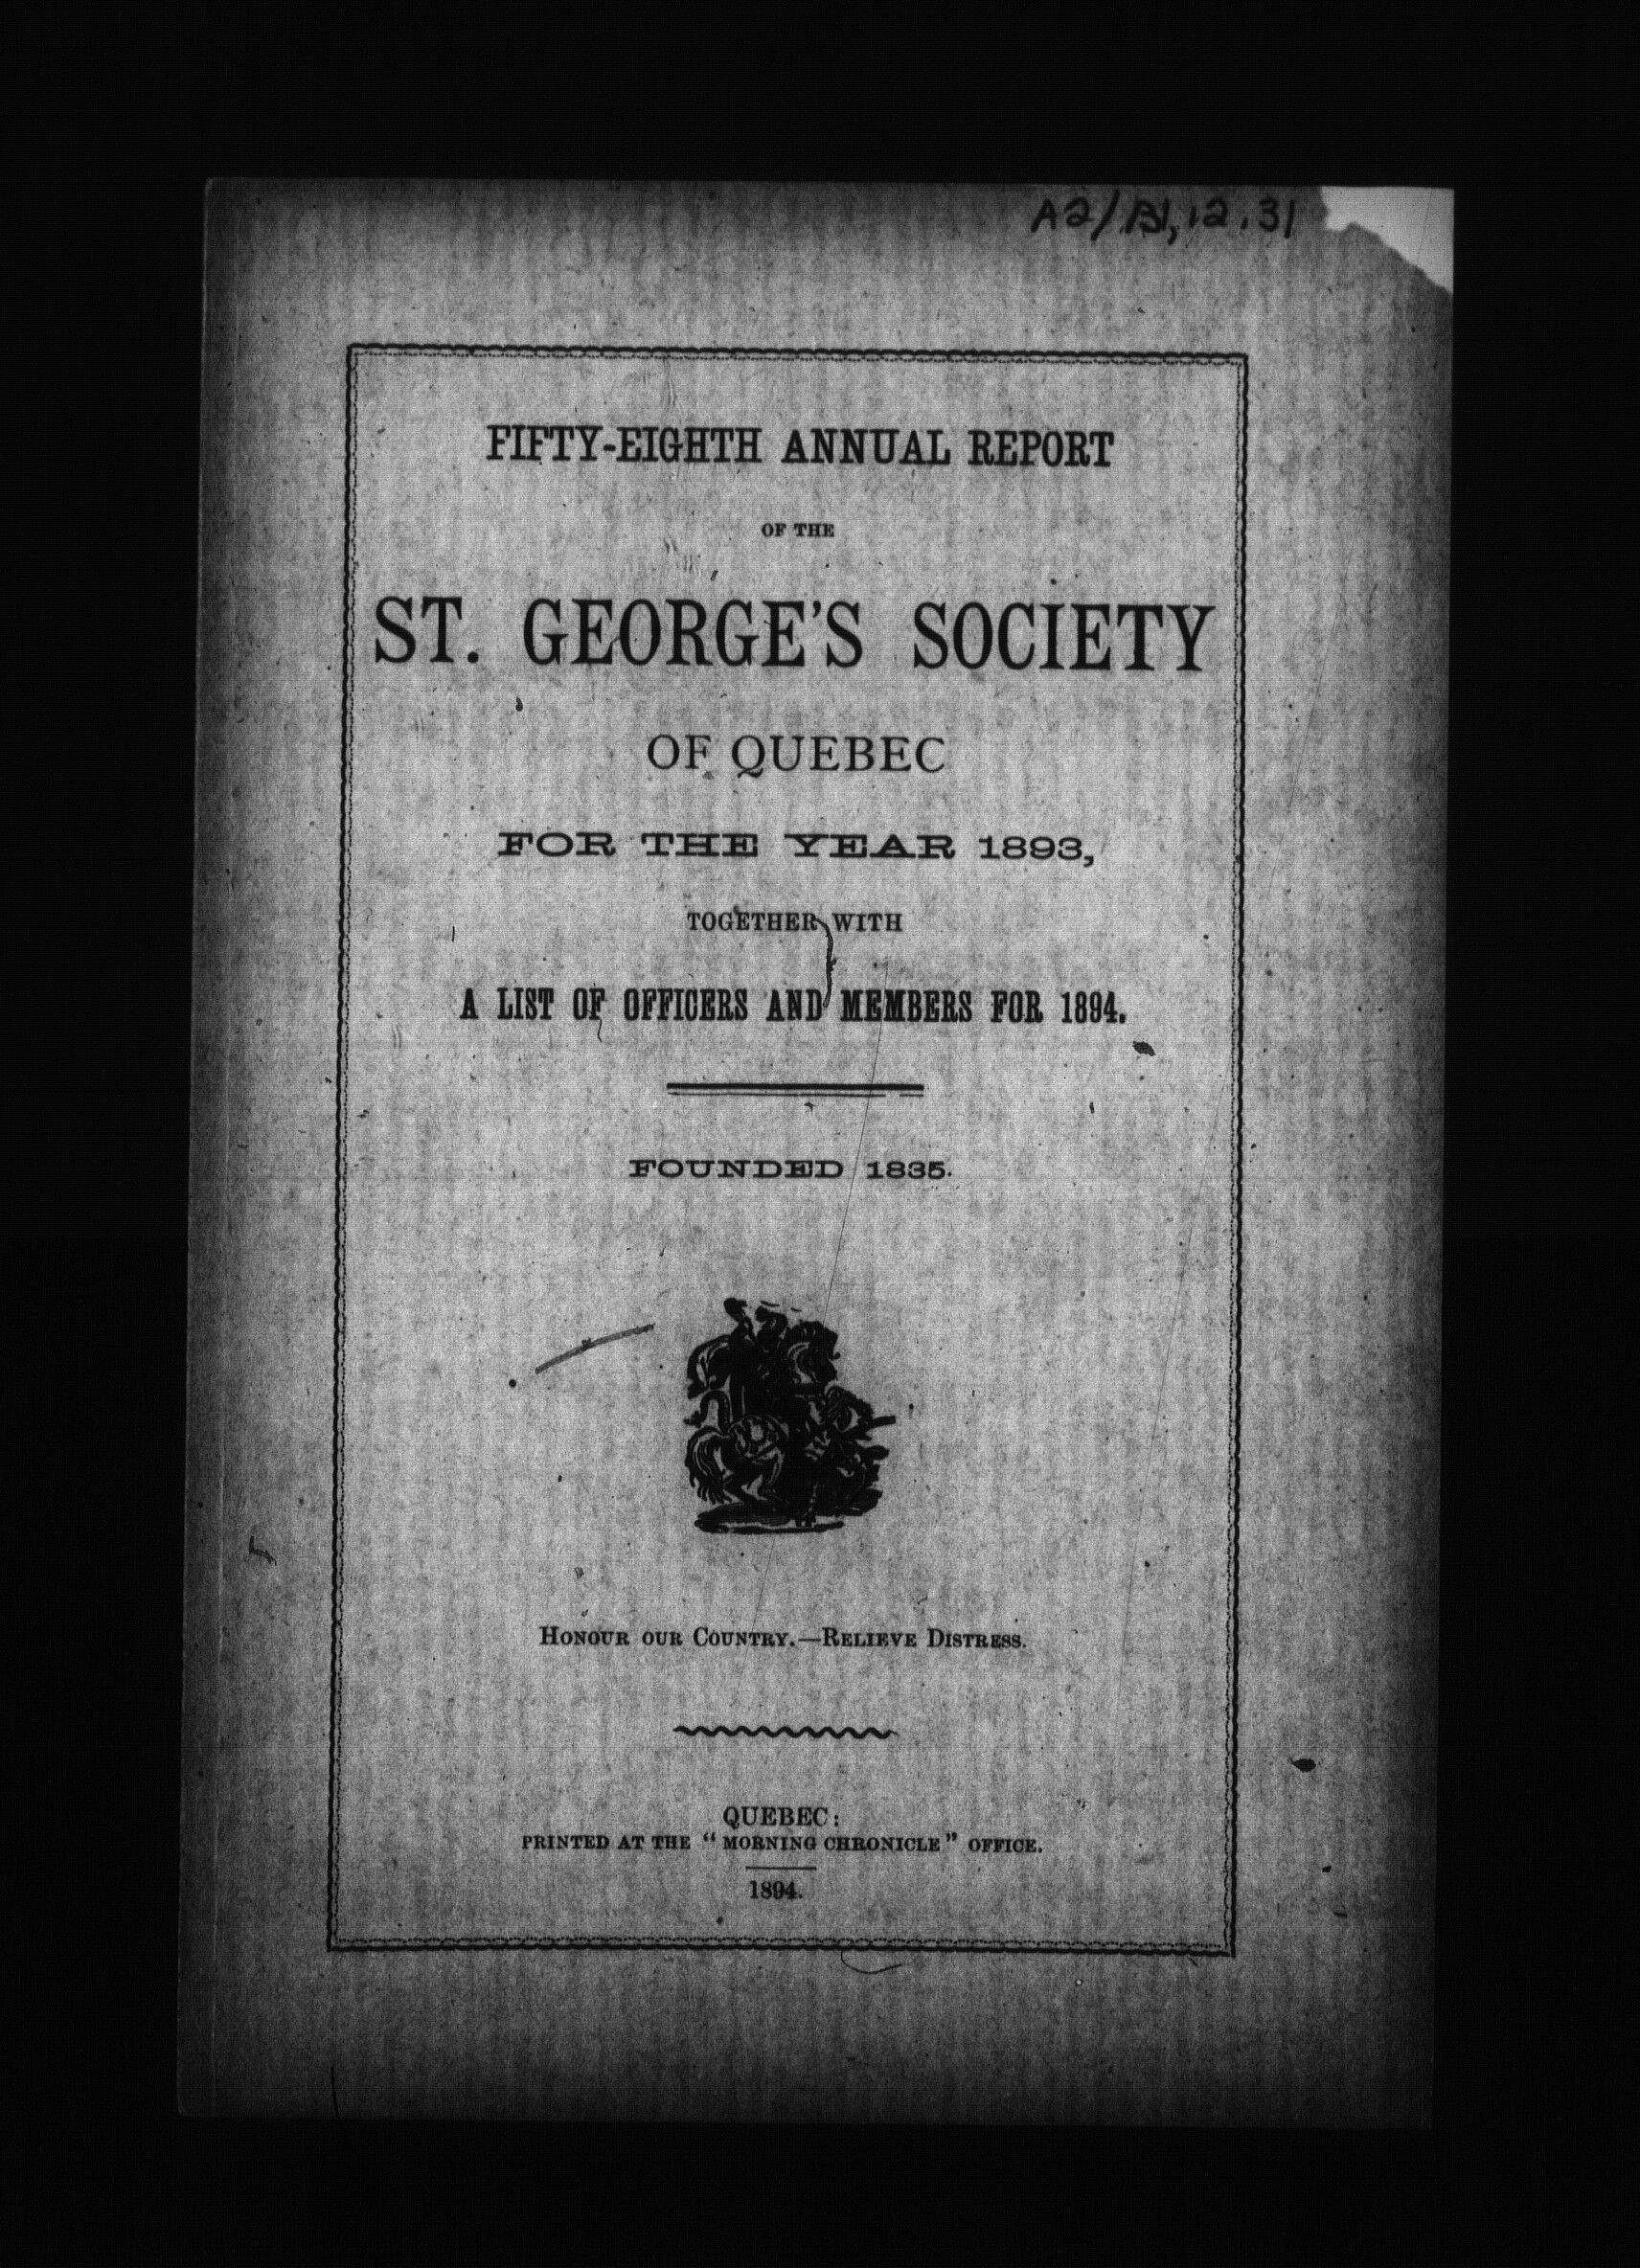 A2/B1,12.31
FIFTY-EIGHTH ANNUAL REPORT
OF THE
ST. GEORGE'S SOCIETY
OF QUEBEC
FOR THE YEAR 1893,
TOGETHER WITH
A LIST OF OFFICERS AND MEMBERS FOR 1894.
FOUNDED 1835.
HONOUR OUR COUNTRY.—RELIEVE DISTRESS.
QUEBEC:
PRINTED AT THE “MORNING CHRONICLE” OFFICE.
1894.